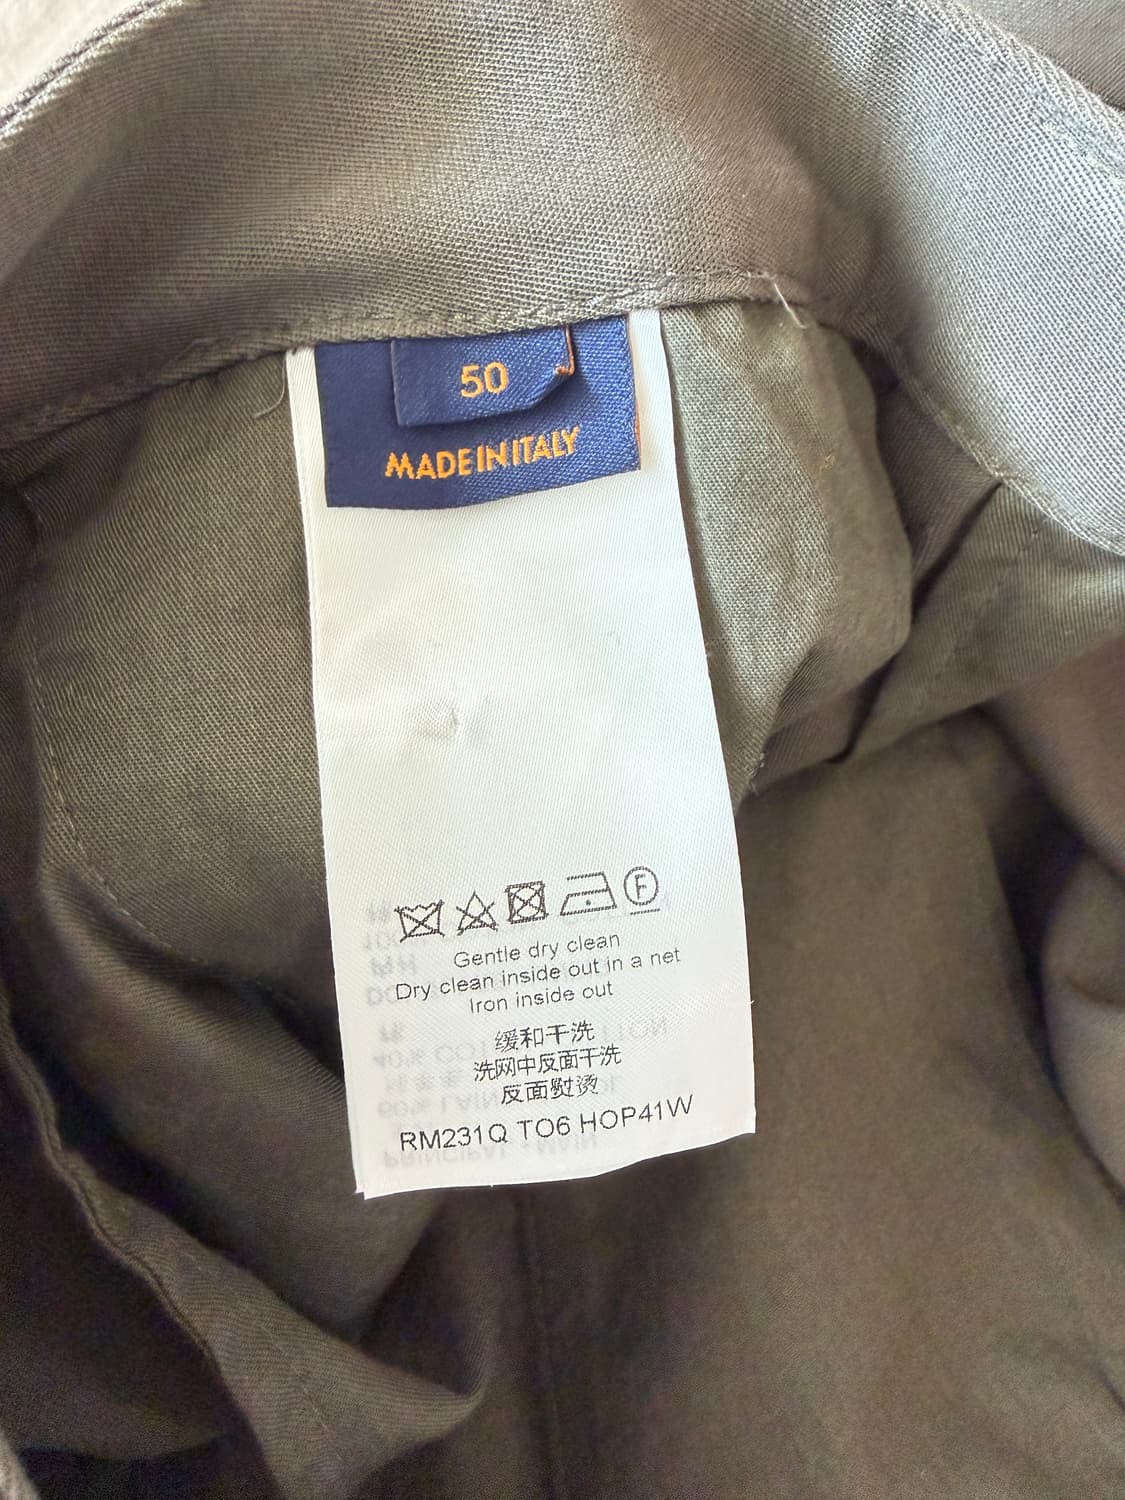 50
MADE IN ITALY
F
Gentle dry clean
Dry clean inside out in a net
Iron inside out
缓和干洗
洗网中反面干洗
反面熨烫
RM231Q TO6 HOP41W